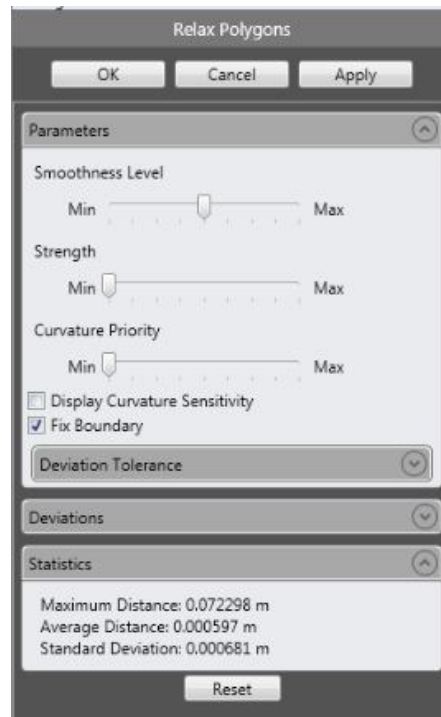 Relax Polygons
OK Cancel Apply
Parameters
Smoothness Level
Min Max
Strength
Min Max
Curvature Priority
Min Max
Display Curvature Sensitivity
Fix Boundary
Deviation Tolerance
Deviations
Statistics
Maximum Distance: 0.072298 m
Average Distance: 0.000597 m
Standard Deviation: 0.000681 m
Reset